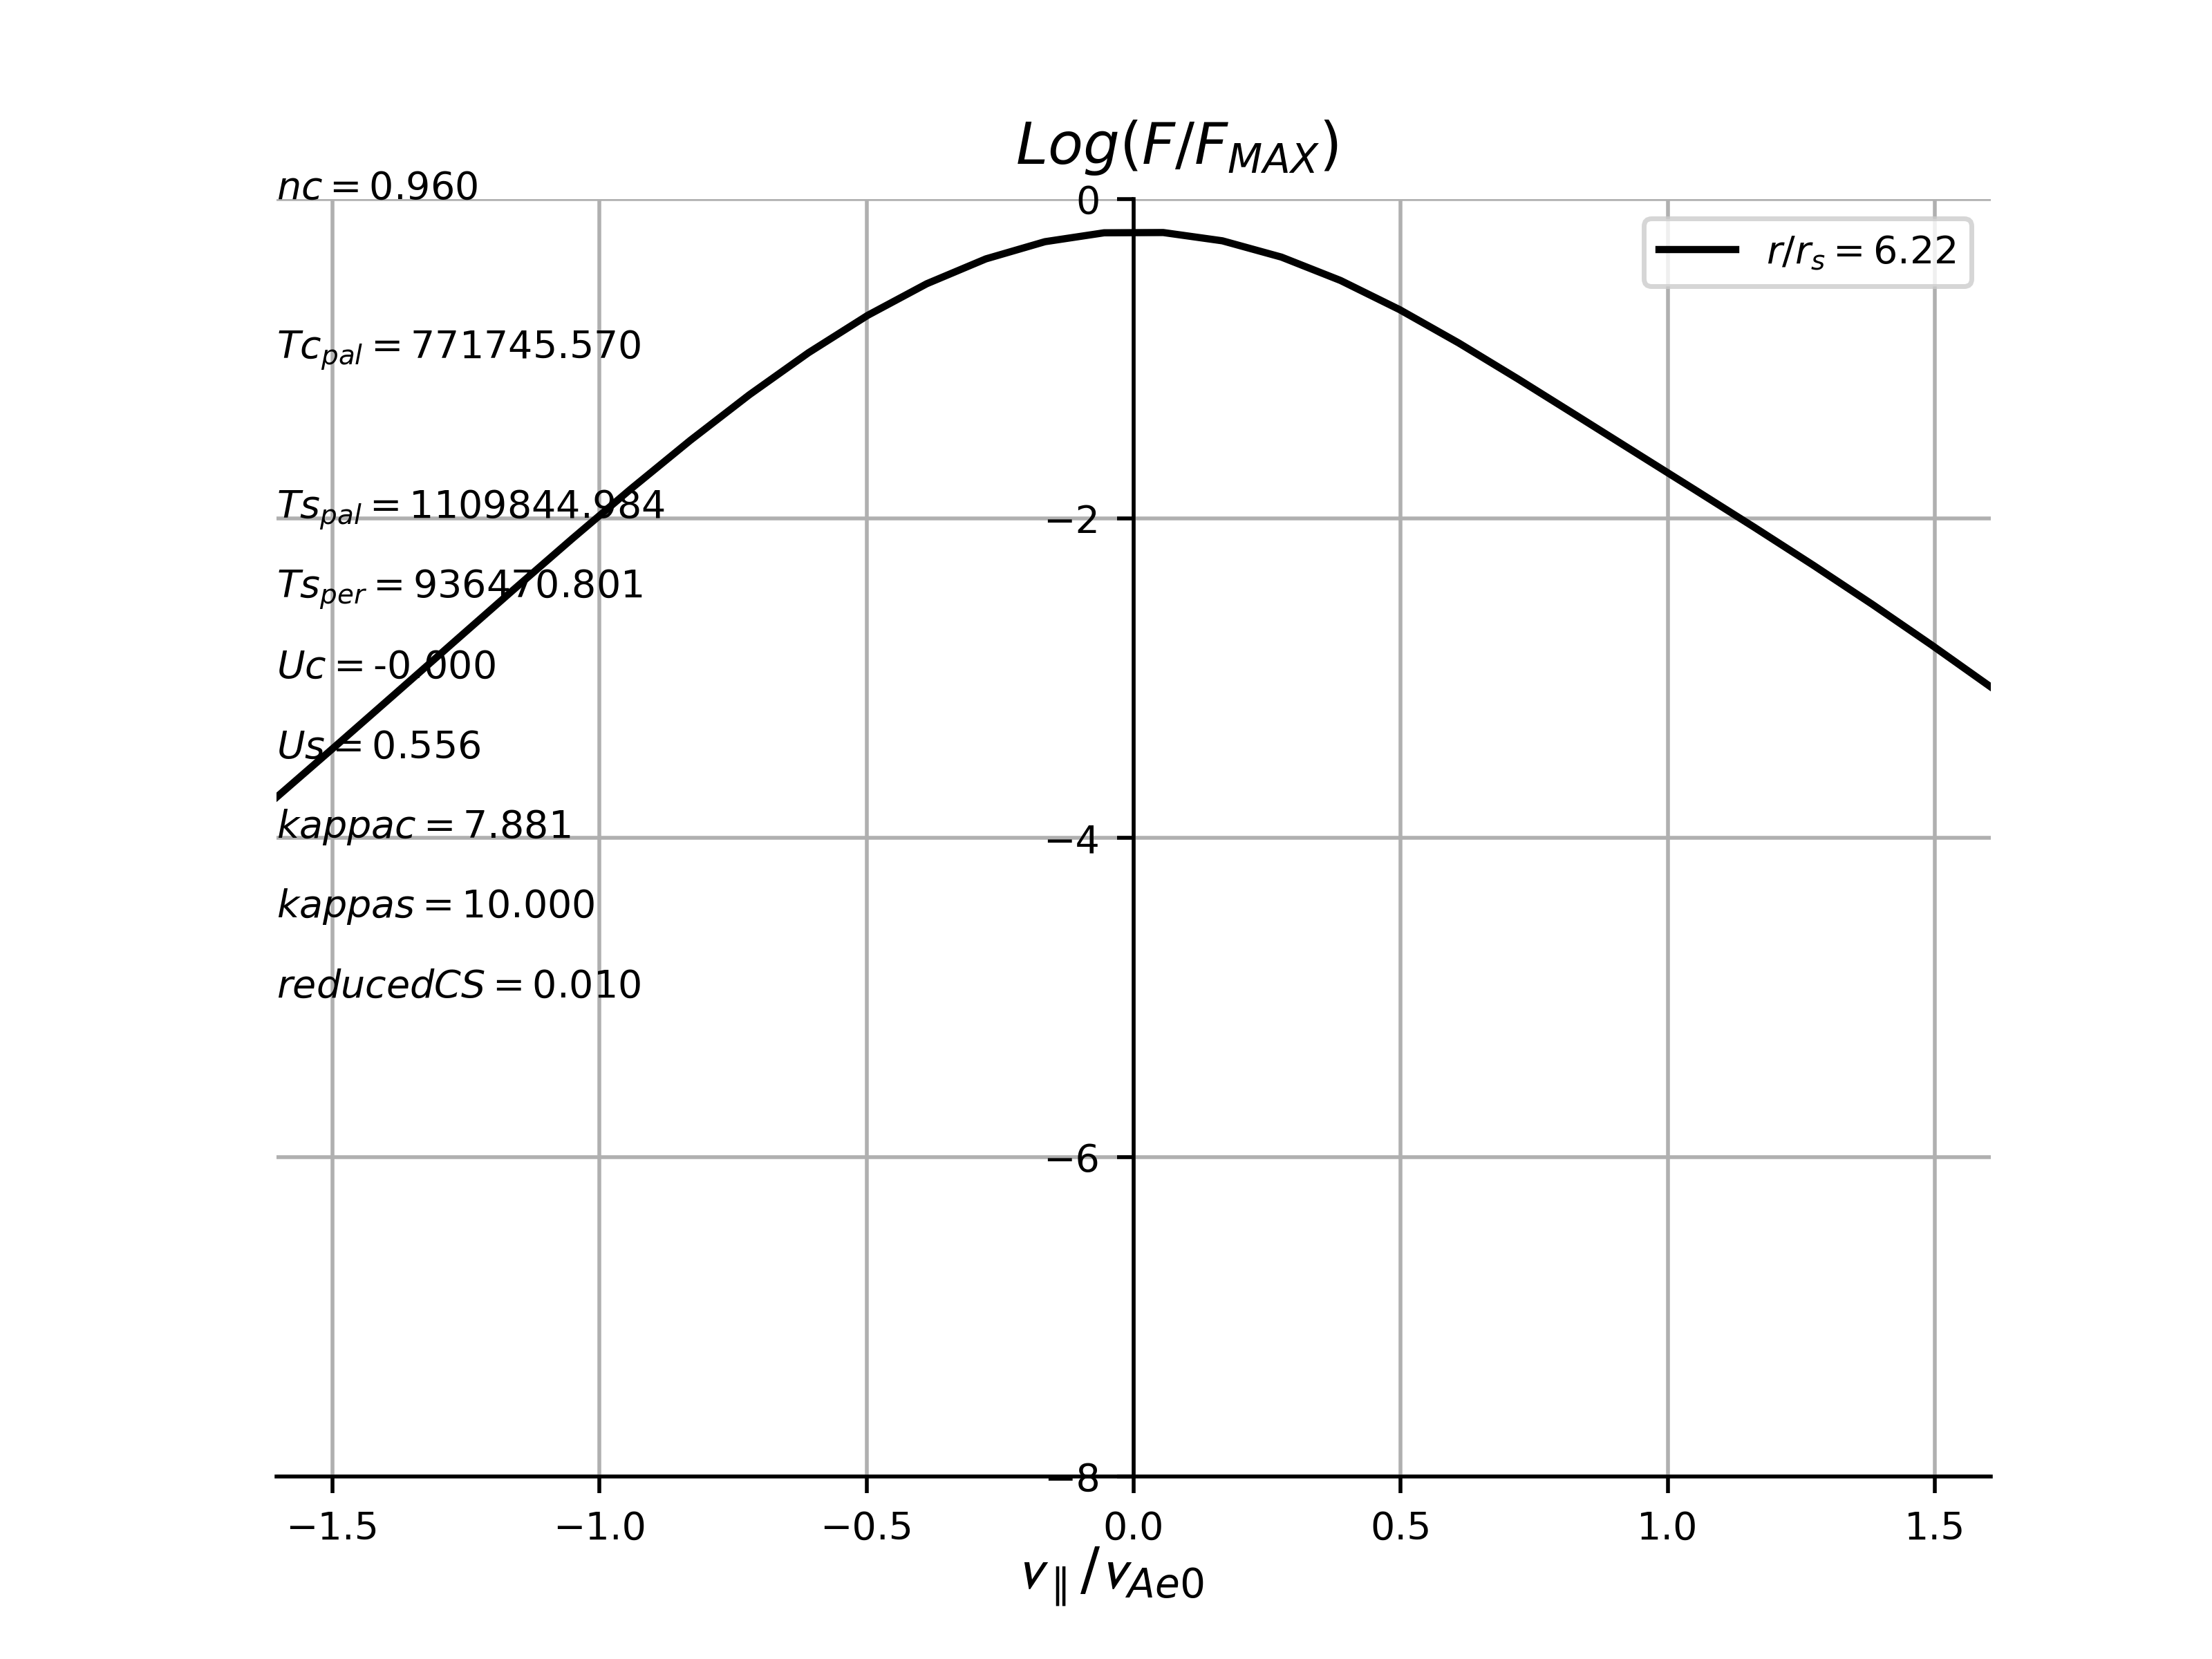 Log(F/F_MAX)
nc = 0.960
0
r/r_s = 6.22
Tc_pal = 771745.570
Ts_pal = 1109844.984
−2
Ts_per = 936470.801
Uc = -0.000
Us = 0.556
kappac = 7.881
−4
kappas = 10.000
reducedCS = 0.010
−6
−8
−1.5 −1.0 −0.5 0.0 0.5 1.0 1.5
v_∥/v_Ae0